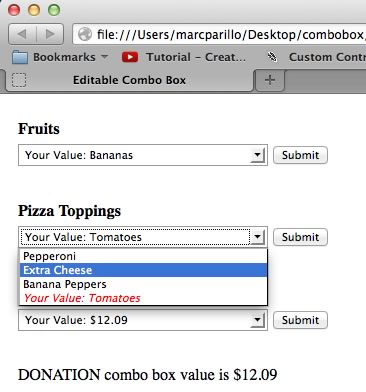 file:///Users/marcparillo/Desktop/combobox/
Bookmarks Tutorial – Creat... Custom Contr
Editable Combo Box
Fruits
Your Value: Bananas Submit
Pizza Toppings
Your Value: Tomatoes Submit
Pepperoni
Extra Cheese
Banana Peppers
Your Value: Tomatoes
Your Value: $12.09 Submit
DONATION combo box value is $12.09